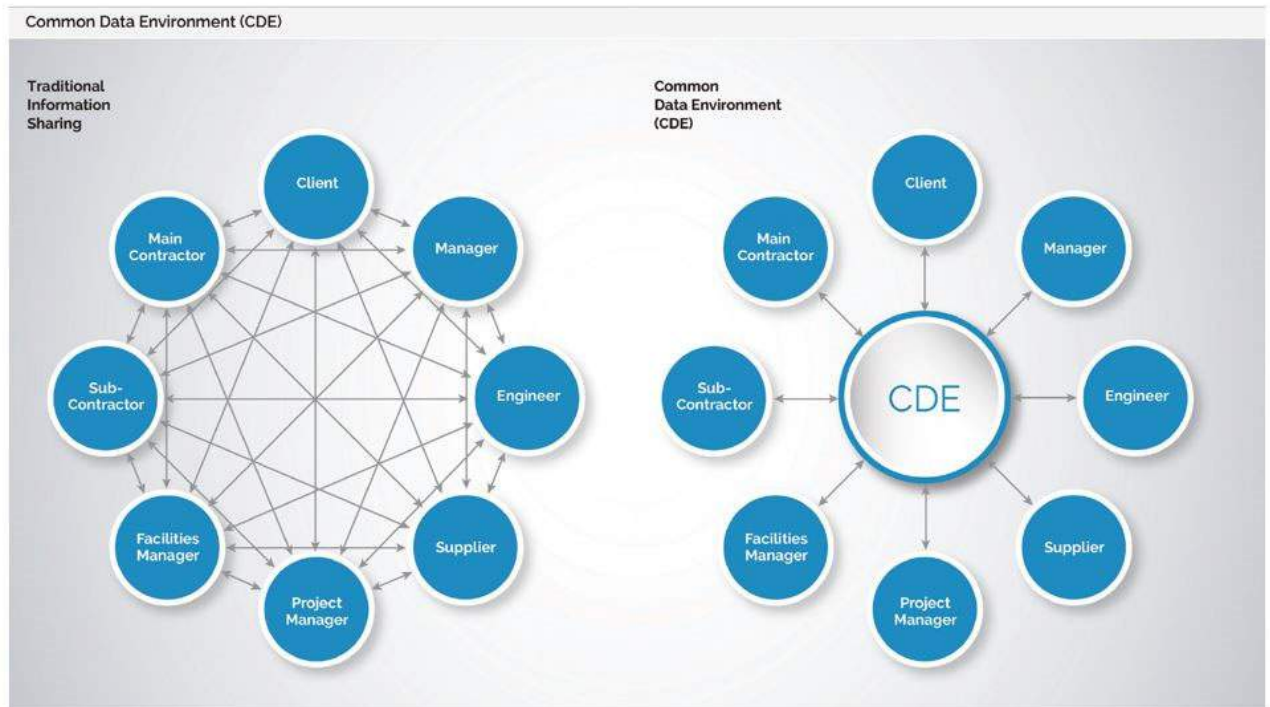 Common Data Environment (CDE)
Traditional
Information
Sharing
Client
Main
Contractor
Manager
Sub-
Contractor
Engineer
Facilities
Manager
Supplier
Project
Manager
Common
Data Environment
(CDE)
Client
Main
Contractor
Manager
Sub-
Contractor
CDE
Engineer
Facilities
Manager
Supplier
Project
Manager